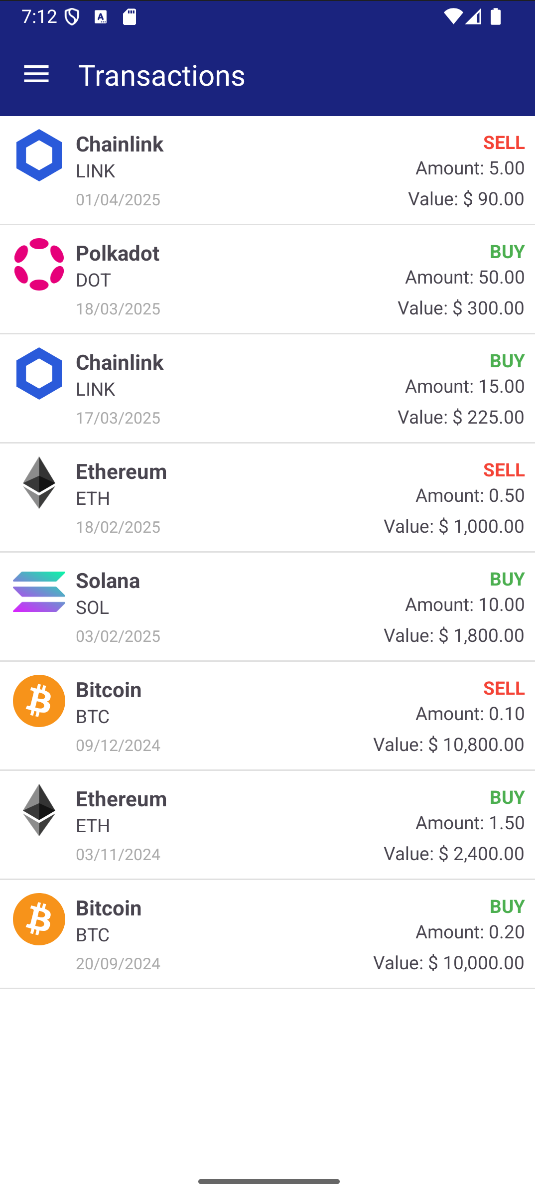 7:12
Transactions
Chainlink
SELL
LINK
Amount: 5.00
01/04/2025
Value: $ 90.00
Polkadot
BUY
DOT
Amount: 50.00
18/03/2025
Value: $ 300.00
Chainlink
BUY
LINK
Amount: 15.00
17/03/2025
Value: $ 225.00
Ethereum
SELL
ETH
Amount: 0.50
18/02/2025
Value: $ 1,000.00
Solana
BUY
SOL
Amount: 10.00
03/02/2025
Value: $ 1,800.00
Bitcoin
SELL
BTC
Amount: 0.10
09/12/2024
Value: $ 10,800.00
Ethereum
BUY
ETH
Amount: 1.50
03/11/2024
Value: $ 2,400.00
Bitcoin
BUY
BTC
Amount: 0.20
20/09/2024
Value: $ 10,000.00